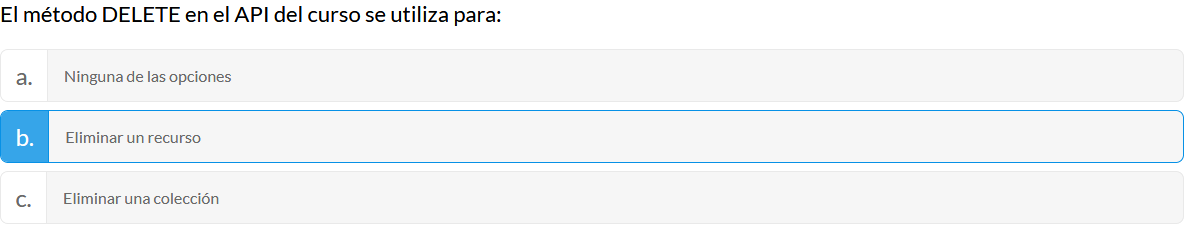 El método DELETE en el API del curso se utiliza para:
a. Ninguna de las opciones
b. Eliminar un recurso
c. Eliminar una colección